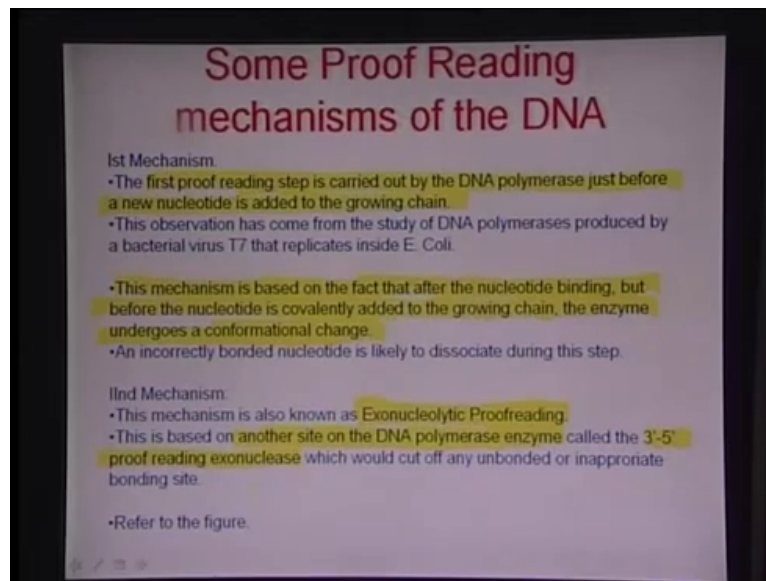 Some Proof Reading
mechanisms of the DNA
Ist Mechanism.
•The first proof reading step is carried out by the DNA polymerase just before
a new nucleotide is added to the growing chain.
•This observation has come from the study of DNA polymerases produced by
a bacterial virus T7 that replicates inside E. Coli.
•This mechanism is based on the fact that after the nucleotide binding, but
before the nucleotide is covalently added to the growing chain, the enzyme
undergoes a conformational change.
•An incorrectly bonded nucleotide is likely to dissociate during this step.
IInd Mechanism.
•This mechanism is also known as Exonucleolytic Proofreading.
•This is based on another site on the DNA polymerase enzyme called the 3'-5'
proof reading exonuclease which would cut off any unbonded or inapproriate
bonding site.
•Refer to the figure.